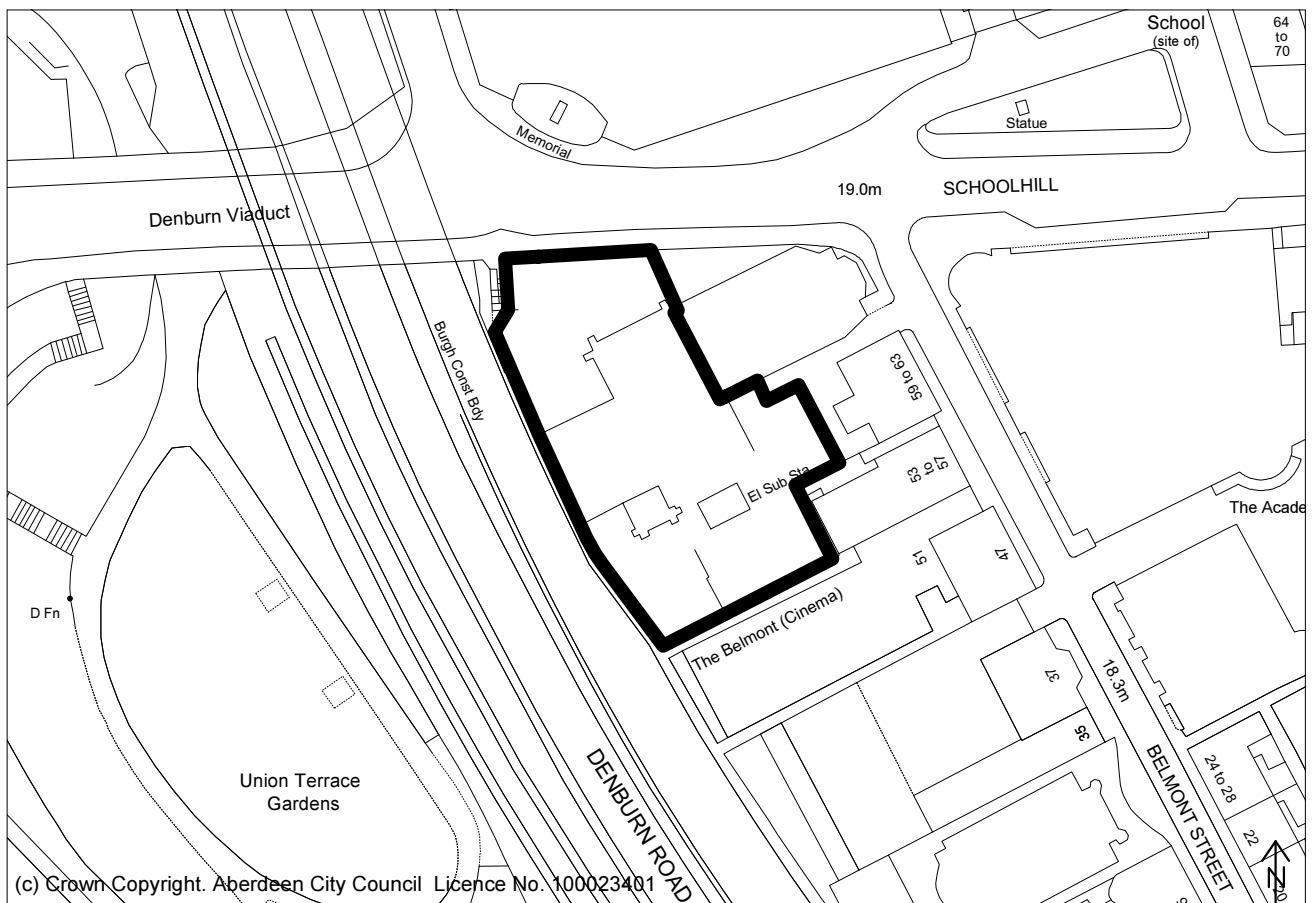 School
(site of)
64
to
70
Statue
Memorial
19.0m
SCHOOLHILL
Denburn Viaduct
Burgh Const Bdy
59 to 63
57
to
53
El Sub Sta
The Acade
51
47
D Fn
The Belmont (Cinema)
37
18.3m
35
Union Terrace
Gardens
DENBURN ROAD
24 to 28
BELMONT STREET
22
N
20
(c) Crown Copyright. Aberdeen City Council Licence No. 100023401